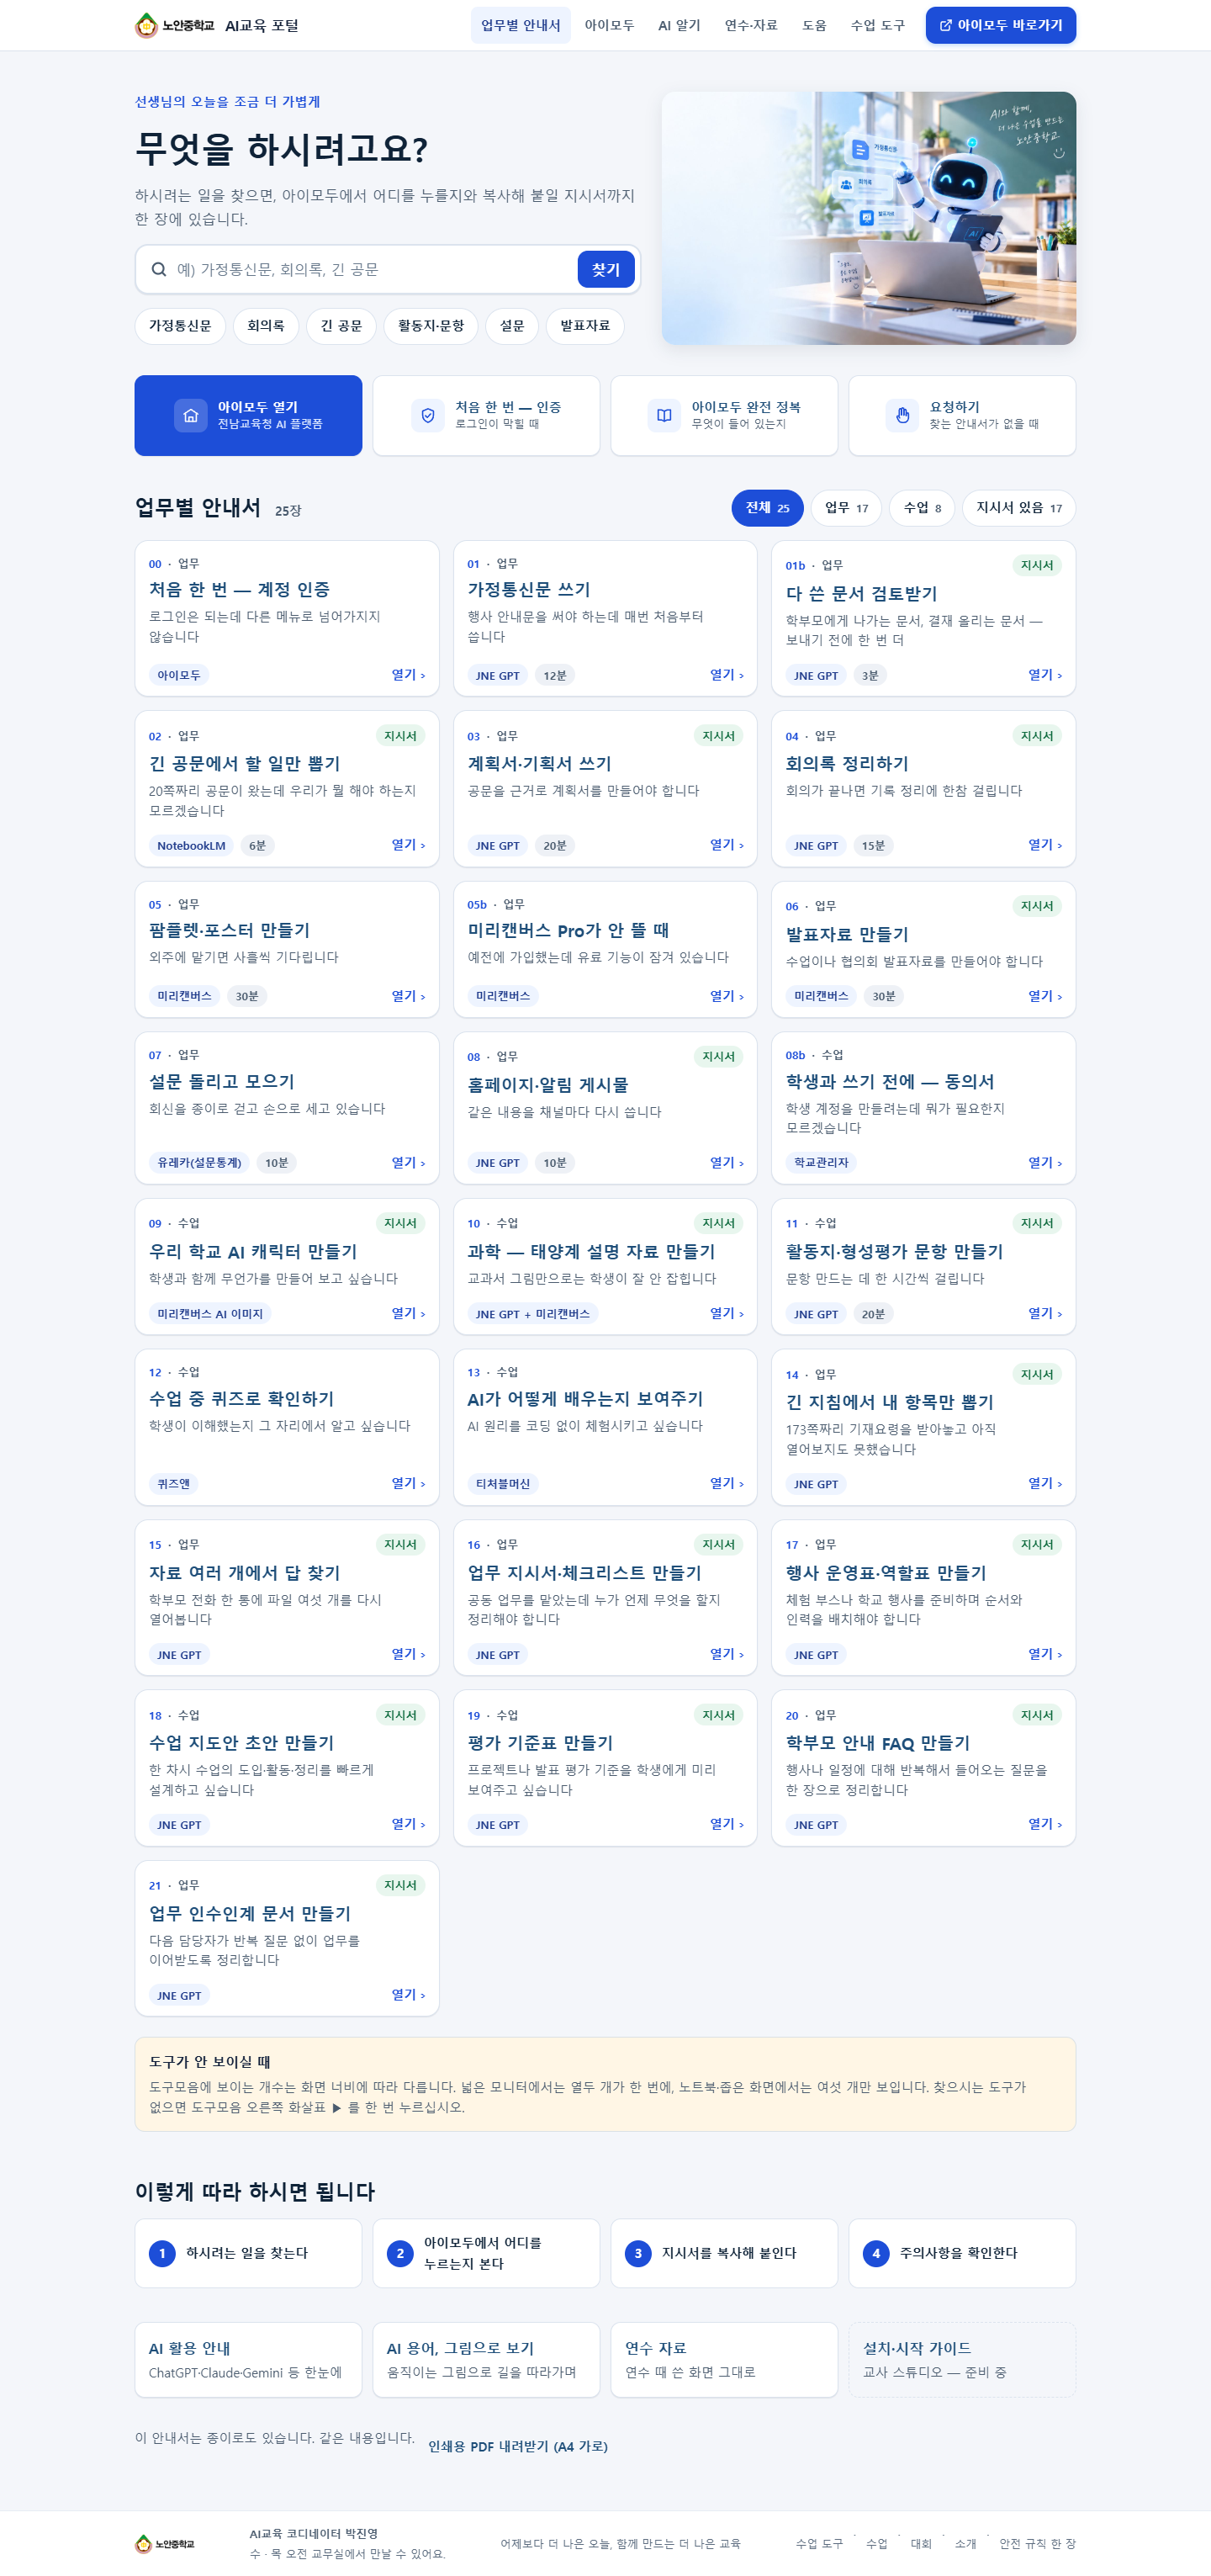 노안중학교 AI교육 포털
업무별 안내서 아이모두 AI 알기 연수·자료 도움 수업 도구 아이모두 바로가기
선생님의 오늘을 조금 더 가볍게
무엇을 하시려고요?
하시려는 일을 찾으면, 아이모두에서 어디를 누를지와 복사해 붙일 지시서까지
한 장에 있습니다.
예) 가정통신문, 회의록, 긴 공문 찾기
가정통신문 회의록 긴 공문 활동지·문항 설문 발표자료
AI와 함께,
더 나은 수업을 만드는
노안중학교
가정통신문
회의록
발표자료
AI
아이모두 열기
전남교육청 AI 플랫폼
처음 한 번 — 인증
로그인이 막힐 때
아이모두 완전 정복
무엇이 들어 있는지
요청하기
찾는 안내서가 없을 때
업무별 안내서 25장
전체 25 업무 17 수업 8 지시서 있음 17
00 · 업무
처음 한 번 — 계정 인증
로그인은 되는데 다른 메뉴로 넘어가지지
않습니다
아이모두 열기 ›
01 · 업무
가정통신문 쓰기
행사 안내문을 써야 하는데 매번 처음부터
씁니다
JNE GPT 12분 열기 ›
01b · 업무 지시서
다 쓴 문서 검토받기
학부모에게 나가는 문서, 결재 올리는 문서 —
보내기 전에 한 번 더
JNE GPT 3분 열기 ›
02 · 업무 지시서
긴 공문에서 할 일만 뽑기
20쪽짜리 공문이 왔는데 우리가 뭘 해야 하는지
모르겠습니다
NotebookLM 6분 열기 ›
03 · 업무 지시서
계획서·기획서 쓰기
공문을 근거로 계획서를 만들어야 합니다
JNE GPT 20분 열기 ›
04 · 업무 지시서
회의록 정리하기
회의가 끝나면 기록 정리에 한참 걸립니다
JNE GPT 15분 열기 ›
05 · 업무
팜플렛·포스터 만들기
외주에 맡기면 사흘씩 기다립니다
미리캔버스 30분 열기 ›
05b · 업무
미리캔버스 Pro가 안 뜰 때
예전에 가입했는데 유료 기능이 잠겨 있습니다
미리캔버스 열기 ›
06 · 업무 지시서
발표자료 만들기
수업이나 협의회 발표자료를 만들어야 합니다
미리캔버스 30분 열기 ›
07 · 업무
설문 돌리고 모으기
회신을 종이로 걷고 손으로 세고 있습니다
유레카(설문통계) 10분 열기 ›
08 · 업무 지시서
홈페이지·알림 게시물
같은 내용을 채널마다 다시 씁니다
JNE GPT 10분 열기 ›
08b · 수업
학생과 쓰기 전에 — 동의서
학생 계정을 만들려는데 뭐가 필요한지
모르겠습니다
학교관리자 열기 ›
09 · 수업 지시서
우리 학교 AI 캐릭터 만들기
학생과 함께 무언가를 만들어 보고 싶습니다
미리캔버스 AI 이미지 열기 ›
10 · 수업 지시서
과학 — 태양계 설명 자료 만들기
교과서 그림만으로는 학생이 잘 안 잡힙니다
JNE GPT + 미리캔버스 열기 ›
11 · 수업 지시서
활동지·형성평가 문항 만들기
문항 만드는 데 한 시간씩 걸립니다
JNE GPT 20분 열기 ›
12 · 수업
수업 중 퀴즈로 확인하기
학생이 이해했는지 그 자리에서 알고 싶습니다
퀴즈앤 열기 ›
13 · 수업
AI가 어떻게 배우는지 보여주기
AI 원리를 코딩 없이 체험시키고 싶습니다
티처블머신 열기 ›
14 · 업무 지시서
긴 지침에서 내 항목만 뽑기
173쪽짜리 기재요령을 받아놓고 아직
열어보지도 못했습니다
JNE GPT 열기 ›
15 · 업무 지시서
자료 여러 개에서 답 찾기
학부모 전화 한 통에 파일 여섯 개를 다시
열어봅니다
JNE GPT 열기 ›
16 · 업무 지시서
업무 지시서·체크리스트 만들기
공동 업무를 맡았는데 누가 언제 무엇을 할지
정리해야 합니다
JNE GPT 열기 ›
17 · 업무 지시서
행사 운영표·역할표 만들기
체험 부스나 학교 행사를 준비하며 순서와
인력을 배치해야 합니다
JNE GPT 열기 ›
18 · 수업 지시서
수업 지도안 초안 만들기
한 차시 수업의 도입·활동·정리를 빠르게
설계하고 싶습니다
JNE GPT 열기 ›
19 · 수업 지시서
평가 기준표 만들기
프로젝트나 발표 평가 기준을 학생에게 미리
보여주고 싶습니다
JNE GPT 열기 ›
20 · 업무 지시서
학부모 안내 FAQ 만들기
행사나 일정에 대해 반복해서 들어오는 질문을
한 장으로 정리합니다
JNE GPT 열기 ›
21 · 업무 지시서
업무 인수인계 문서 만들기
다음 담당자가 반복 질문 없이 업무를
이어받도록 정리합니다
JNE GPT 열기 ›
도구가 안 보이실 때
도구모음에 보이는 개수는 화면 너비에 따라 다릅니다. 넓은 모니터에서는 열두 개가 한 번에, 노트북·좁은 화면에서는 여섯 개만 보입니다. 찾으시는 도구가
없으면 도구모음 오른쪽 화살표 ▶ 를 한 번 누르십시오.
이렇게 따라 하시면 됩니다
1 하시려는 일을 찾는다
2 아이모두에서 어디를
누르는지 본다
3 지시서를 복사해 붙인다
4 주의사항을 확인한다
AI 활용 안내
ChatGPT·Claude·Gemini 등 한눈에
AI 용어, 그림으로 보기
움직이는 그림으로 길을 따라가며
연수 자료
연수 때 쓴 화면 그대로
설치·시작 가이드
교사 스튜디오 — 준비 중
이 안내서는 종이로도 있습니다. 같은 내용입니다. 인쇄용 PDF 내려받기 (A4 가로)
노안중학교
AI교육 코디네이터 박진영
수 · 목 오전 교무실에서 만날 수 있어요.
어제보다 더 나은 오늘, 함께 만드는 더 나은 교육
수업 도구 · 수업 · 대회 · 소개 · 안전 규칙 한 장